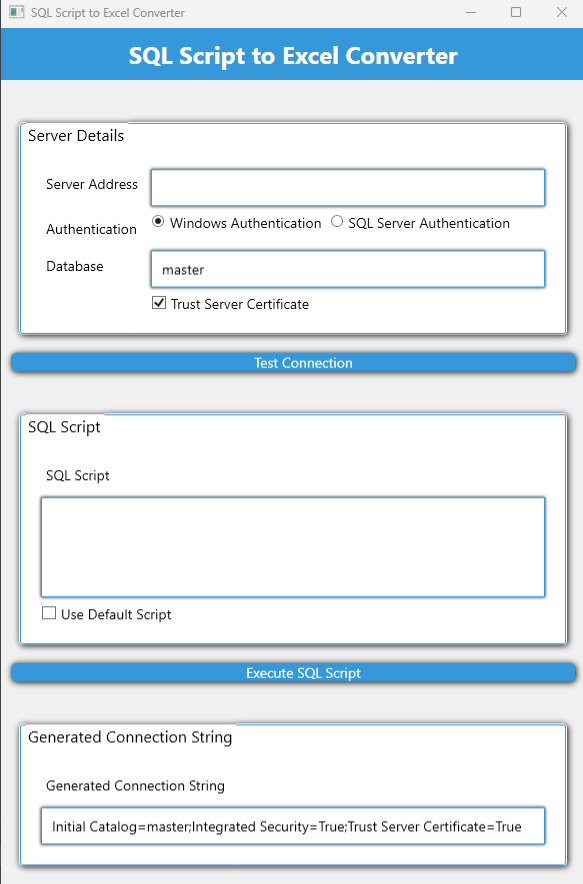 SQL Script to Excel Converter
SQL Script to Excel Converter
Server Details
Server Address
Authentication
Windows Authentication SQL Server Authentication
Database
master
Trust Server Certificate
Test Connection
SQL Script
SQL Script
Use Default Script
Execute SQL Script
Generated Connection String
Generated Connection String
Initial Catalog=master;Integrated Security=True;Trust Server Certificate=True